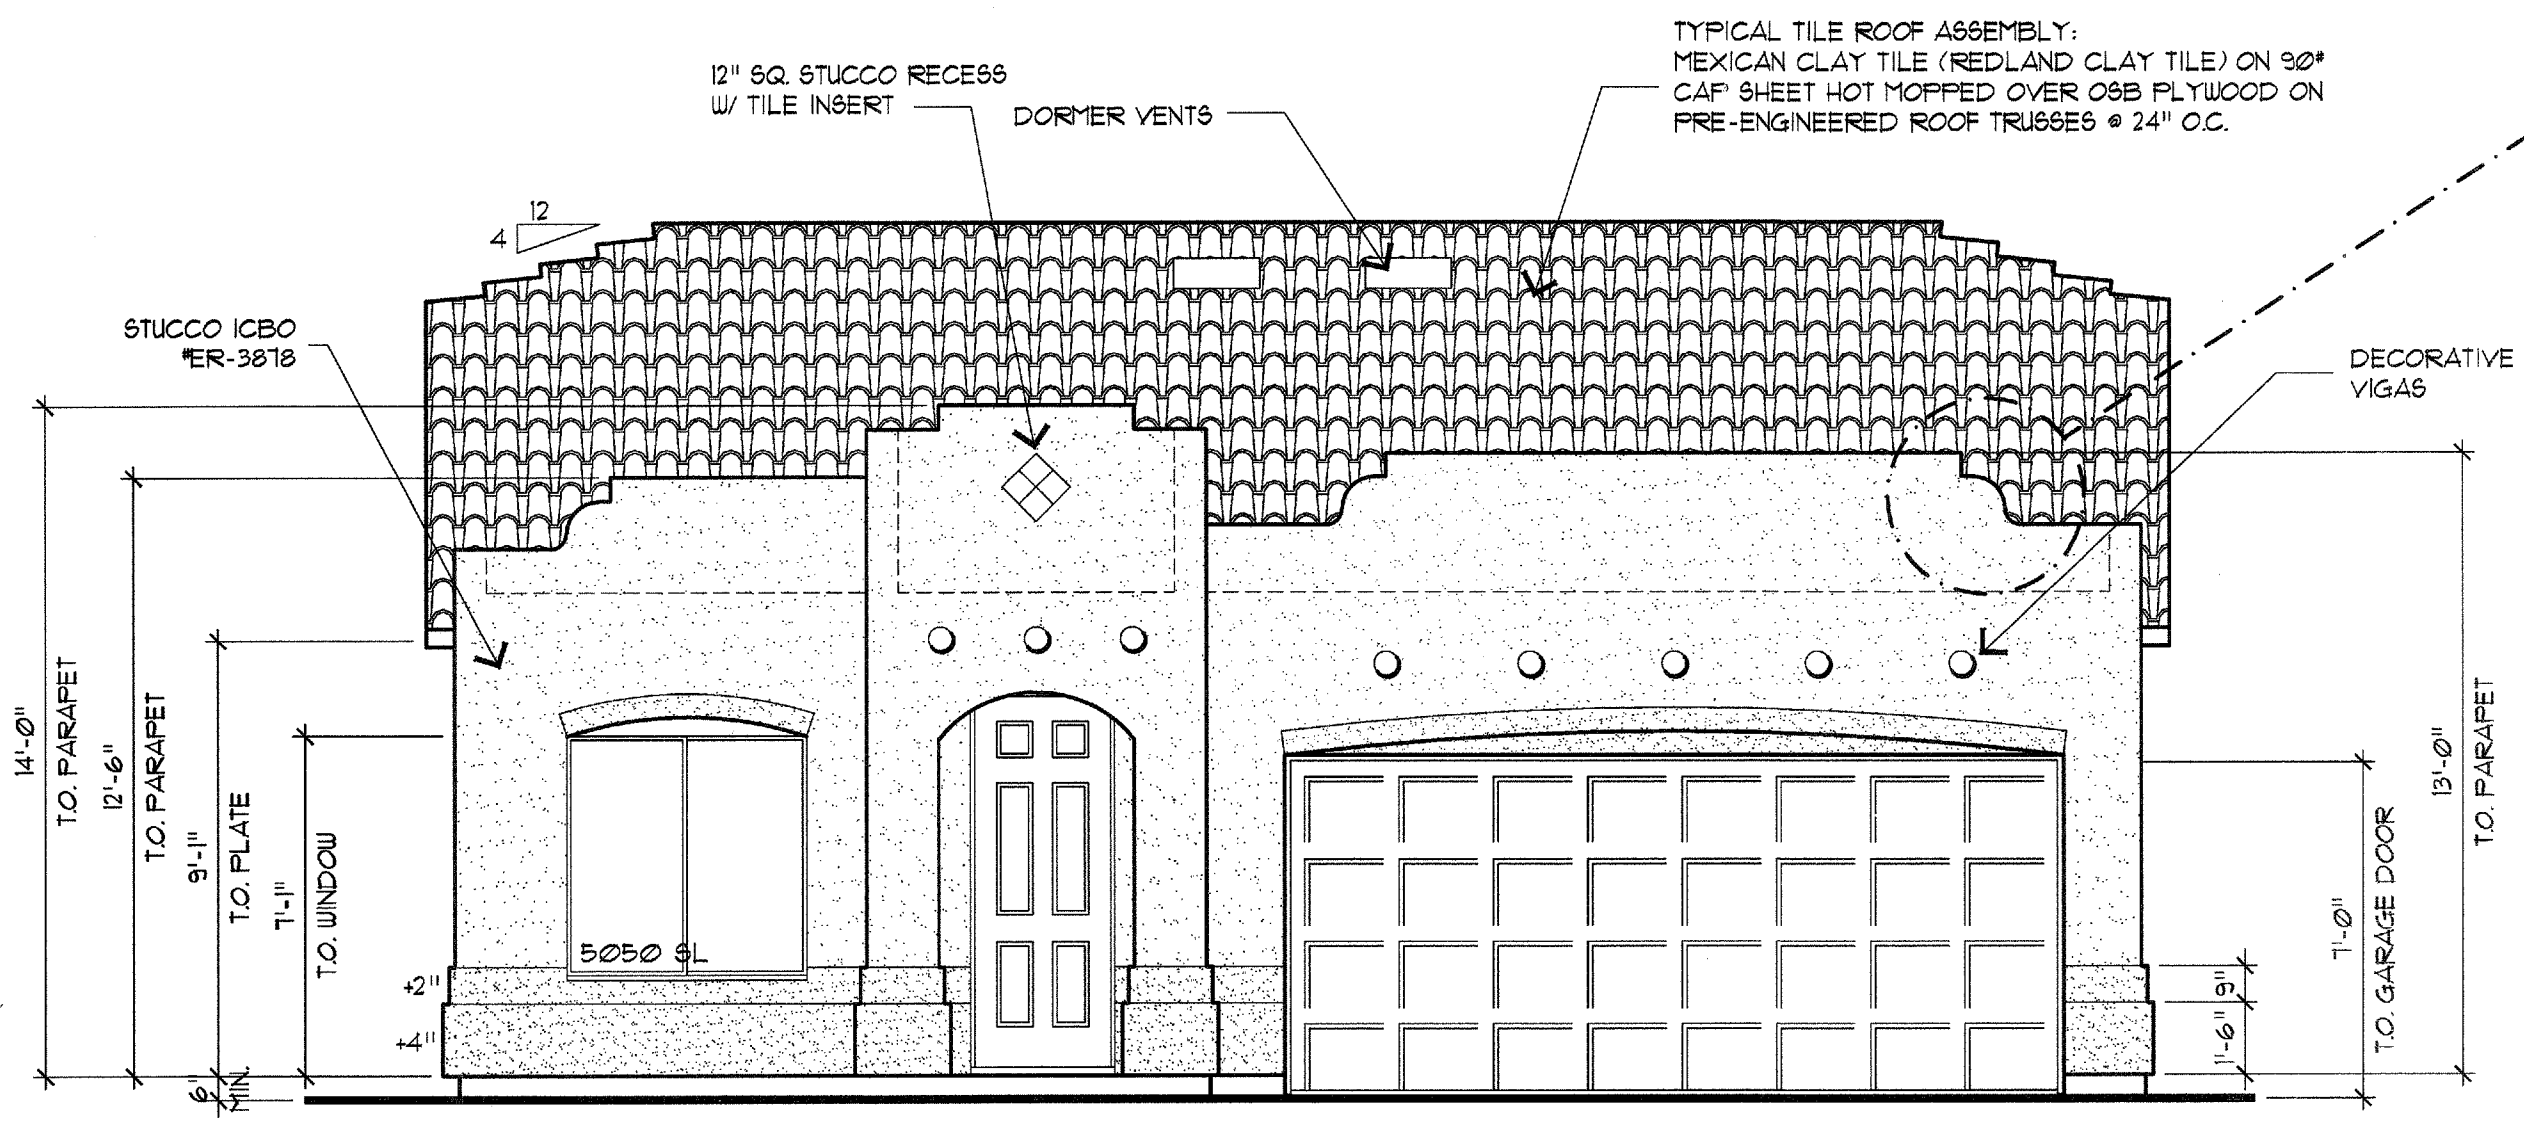 TYPICAL TILE ROOF ASSEMBLY:
MEXICAN CLAY TILE (REDLAND CLAY TILE) ON 90#
CAP SHEET HOT MOPPED OVER OSB PLYWOOD ON
PRE-ENGINEERED ROOF TRUSSES @ 24" O.C.
12" SQ. STUCCO RECESS
W/ TILE INSERT
DORMER VENTS
12
4
STUCCO ICBO
#ER-3878
DECORATIVE
VIGAS
14'-0"
T.O. PARAPET
12'-6"
T.O. PARAPET
9'-1"
T.O. PLATE
7'-1"
T.O. WINDOW
6"
MIN.
5050 SL
+2"
+4"
9"
1'-6"
7'-0"
T.O. GARAGE DOOR
13'-0"
T.O. PARAPET